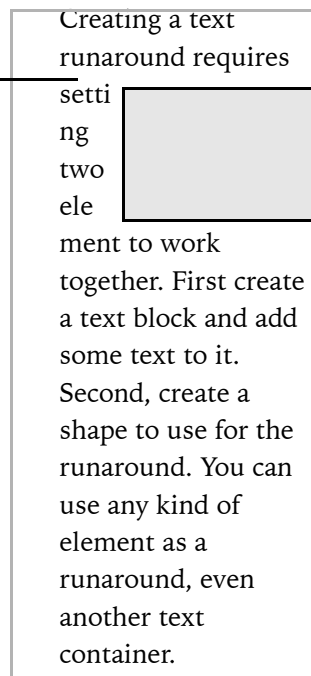 Creating a text
runaround requires
setti
ng
two
ele
ment to work
together. First create
a text block and add
some text to it.
Second, create a
shape to use for the
runaround. You can
use any kind of
element as a
runaround, even
another text
container.